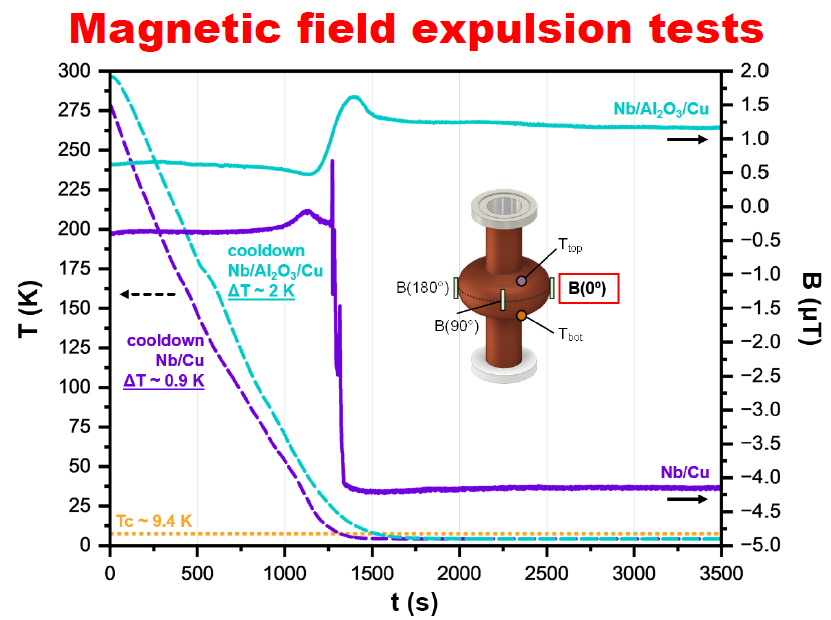 Magnetic field expulsion tests
300
275
250
225
200
175
150
125
100
75
50
25
0
T (K)
2.0
1.5
1.0
0.5
0.0
−0.5
−1.0
−1.5
−2.0
−2.5
−3.0
−3.5
−4.0
−4.5
−5.0
B (μT)
Nb/Al₂O₃/Cu
cooldown
Nb/Al₂O₃/Cu
ΔT ~ 2 K
cooldown
Nb/Cu
ΔT ~ 0.9 K
T_top
B(180°)
B(0º)
B(90°)
T_bot
Nb/Cu
Tc ~ 9.4 K
0
500
1000
1500
2000
2500
3000
3500
t (s)